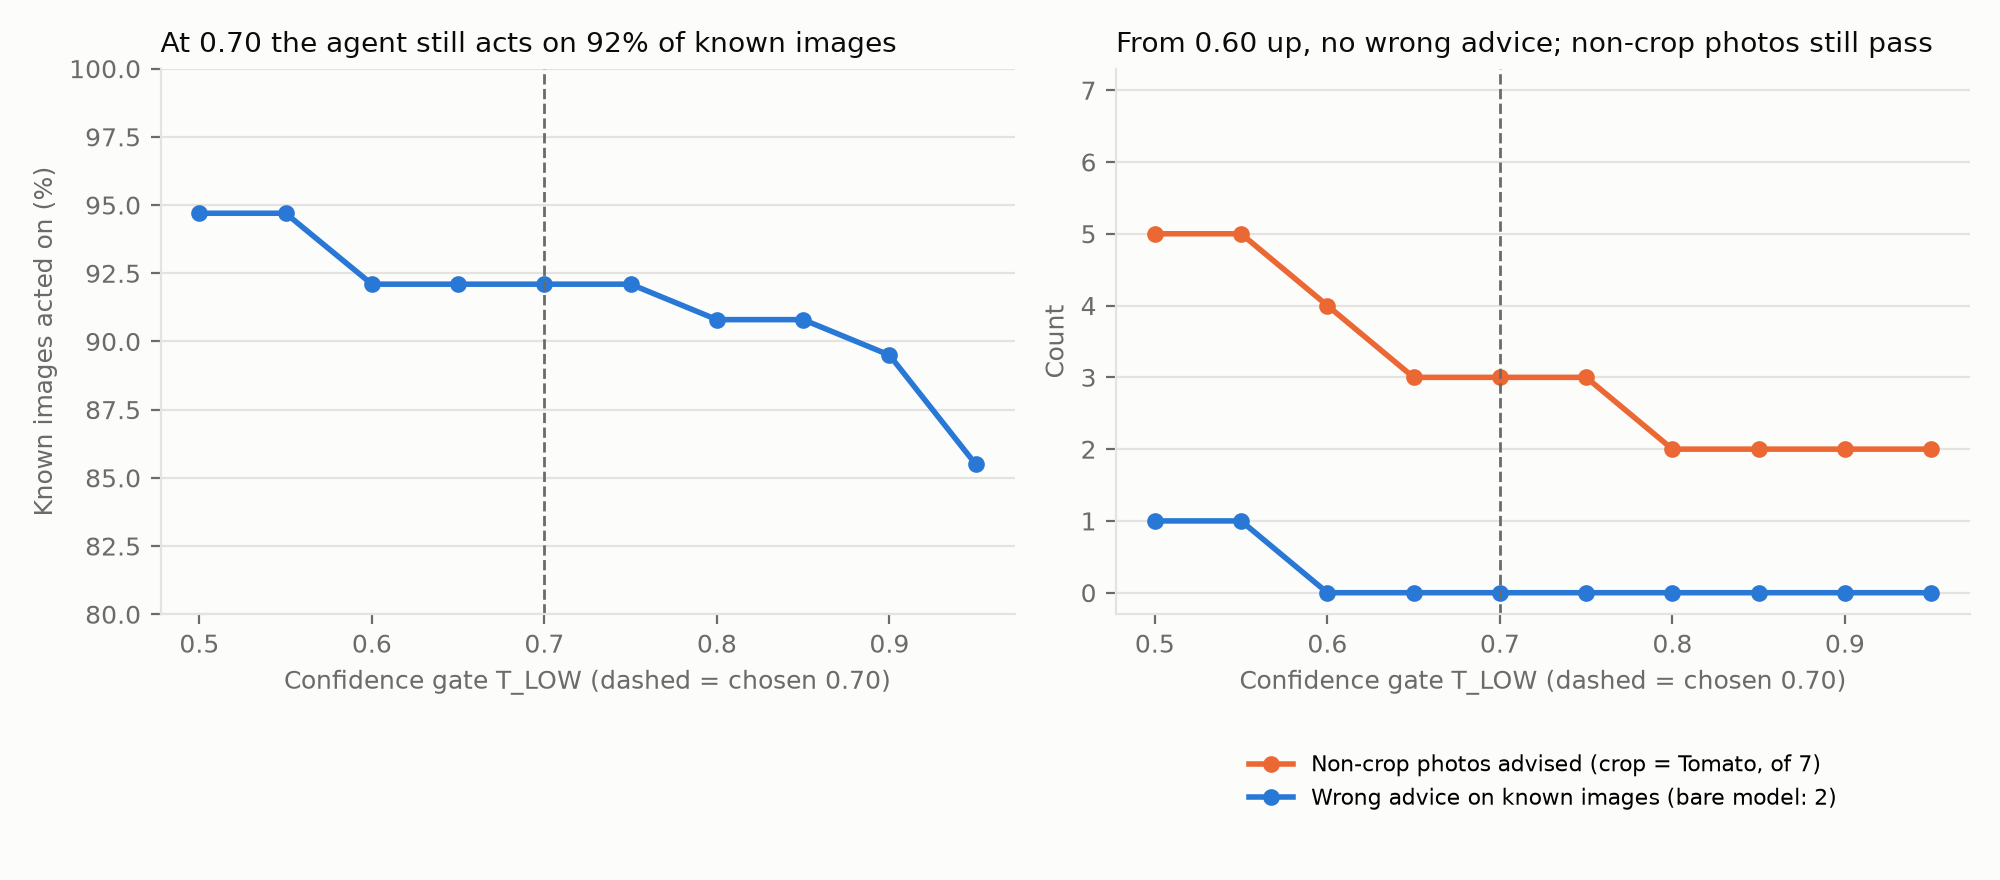 At 0.70 the agent still acts on 92% of known images
100.0
97.5
95.0
92.5
90.0
87.5
85.0
82.5
80.0
Known images acted on (%)
0.5 0.6 0.7 0.8 0.9
Confidence gate T_LOW (dashed = chosen 0.70)
From 0.60 up, no wrong advice; non-crop photos still pass
7
6
5
4
3
2
1
0
Count
0.5 0.6 0.7 0.8 0.9
Confidence gate T_LOW (dashed = chosen 0.70)
Non-crop photos advised (crop = Tomato, of 7)
Wrong advice on known images (bare model: 2)